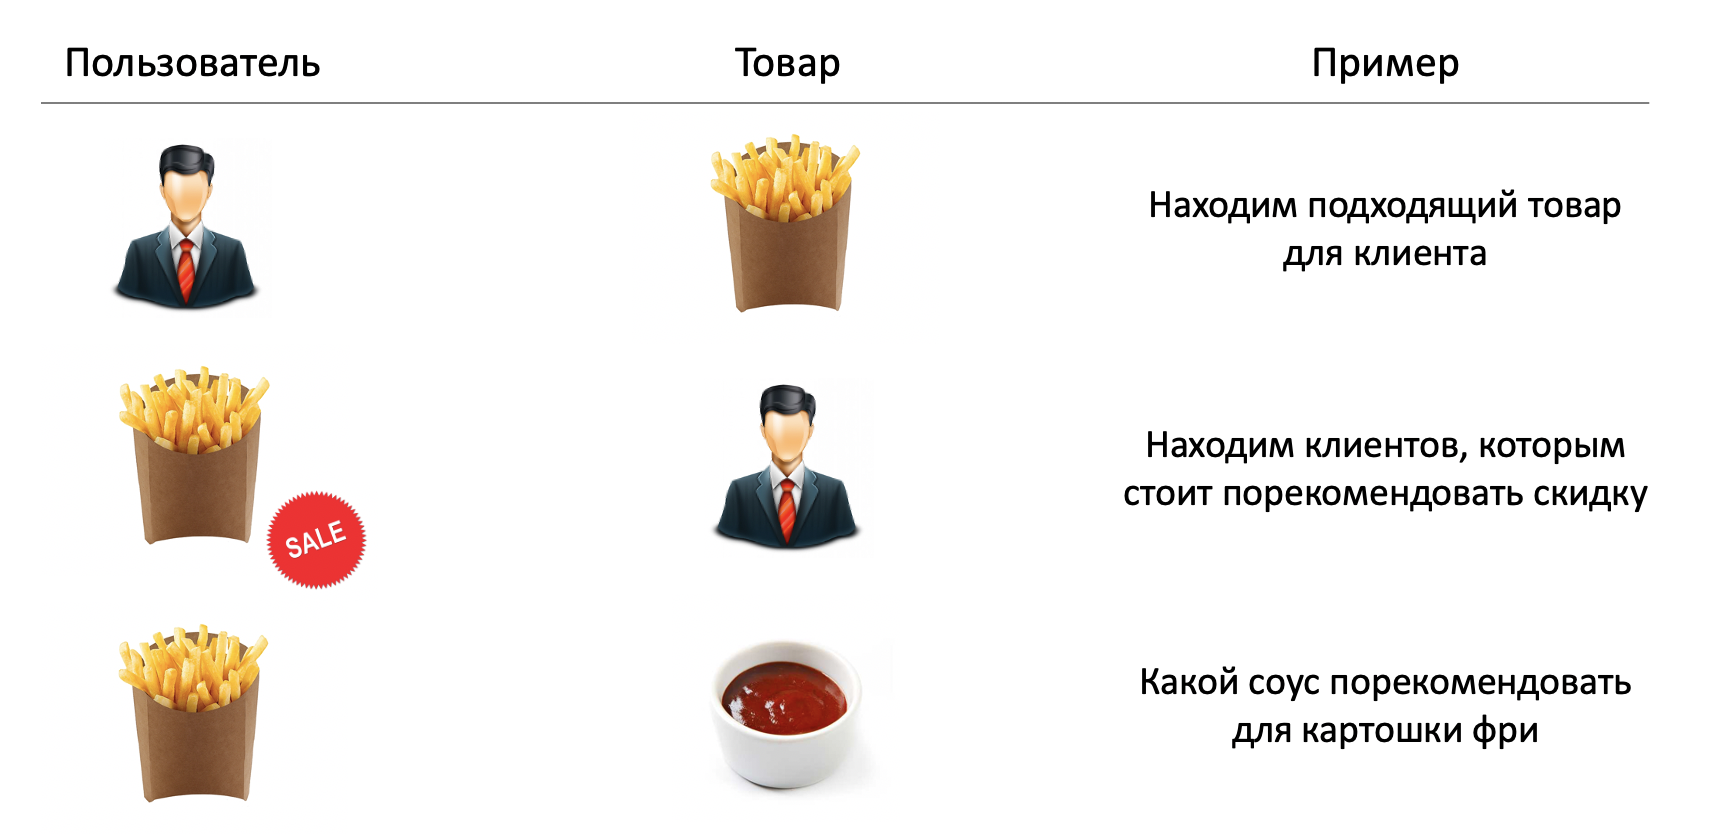 Пользователь
Товар
Пример
Находим подходящий товар
для клиента
SALE
Находим клиентов, которым
стоит порекомендовать скидку
Какой соус порекомендовать
для картошки фри